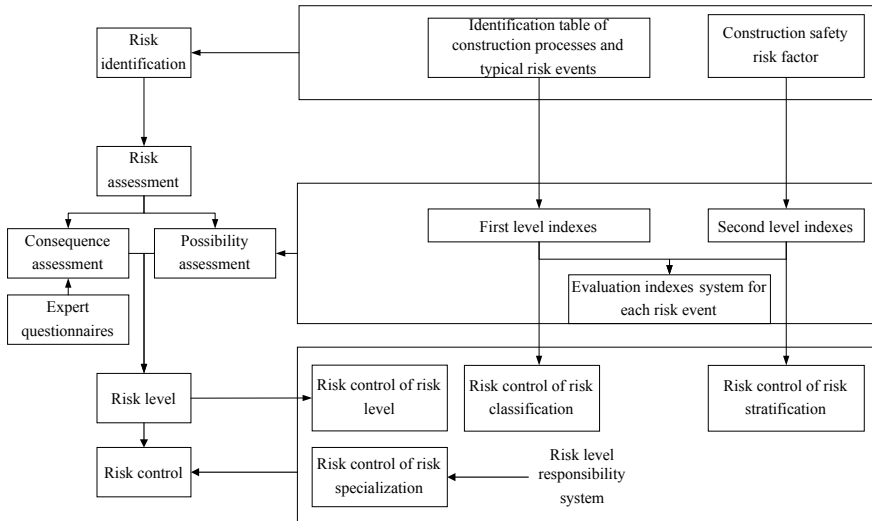 Risk
identification
Identification table of
construction processes and
typical risk events
Construction safety
risk factor
Risk
assessment
Consequence
assessment
Possibility
assessment
First level indexes
Second level indexes
Evaluation indexes system for
each risk event
Expert
questionnaires
Risk level
Risk control of risk
level
Risk control of risk
classification
Risk control of risk
stratification
Risk control
Risk control of risk
specialization
Risk level
responsibility
system